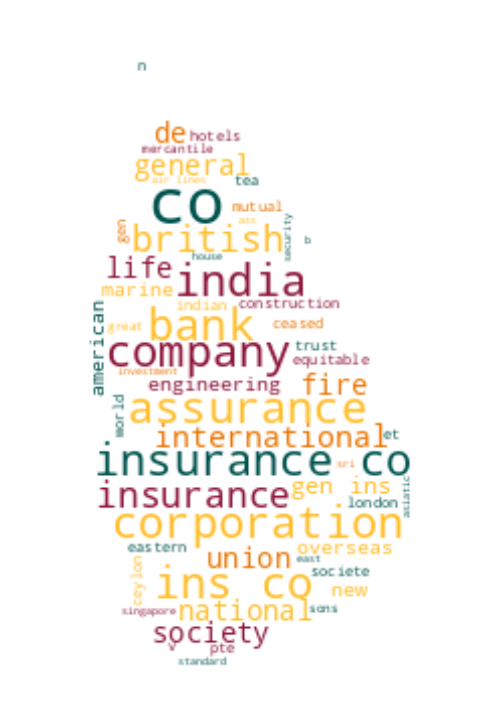 n
de hotels
mercantile
general
air lines tea
co mutual
gen ass security
british b
house
life india
marine indian construction
american great bank ceased
company trust
equitable
investment
engineering fire
world assurance
international et
insurance co
sri
insurance gen ins asiatic
london
corporation
eastern overseas
union east
ceylon ins co societe
new
singapore national sons
society
v pte
standard